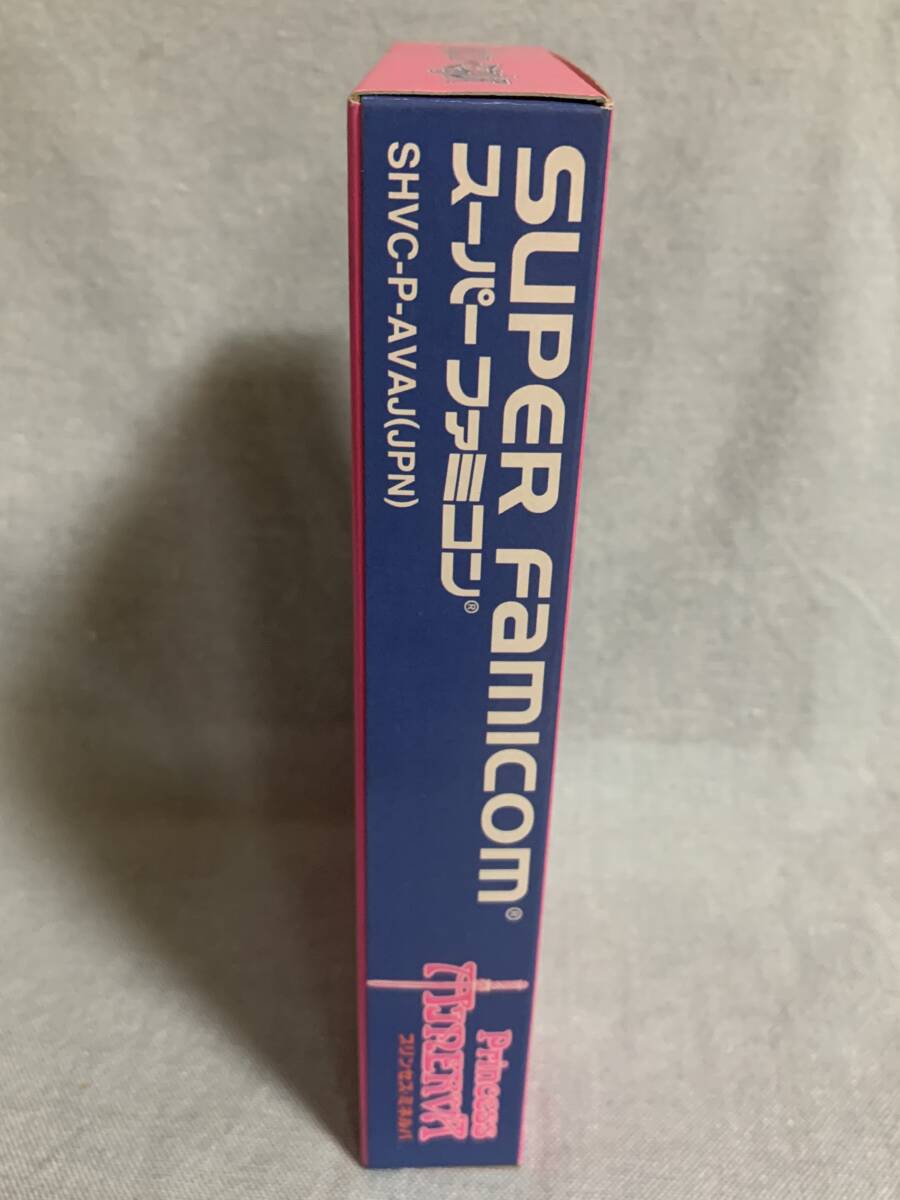 SUPER FAMICOM®
スーパーファミコン®
SHVC-P-AVAJ(JPN)
Princess
MINERVA
プリンセス・ミネルバ